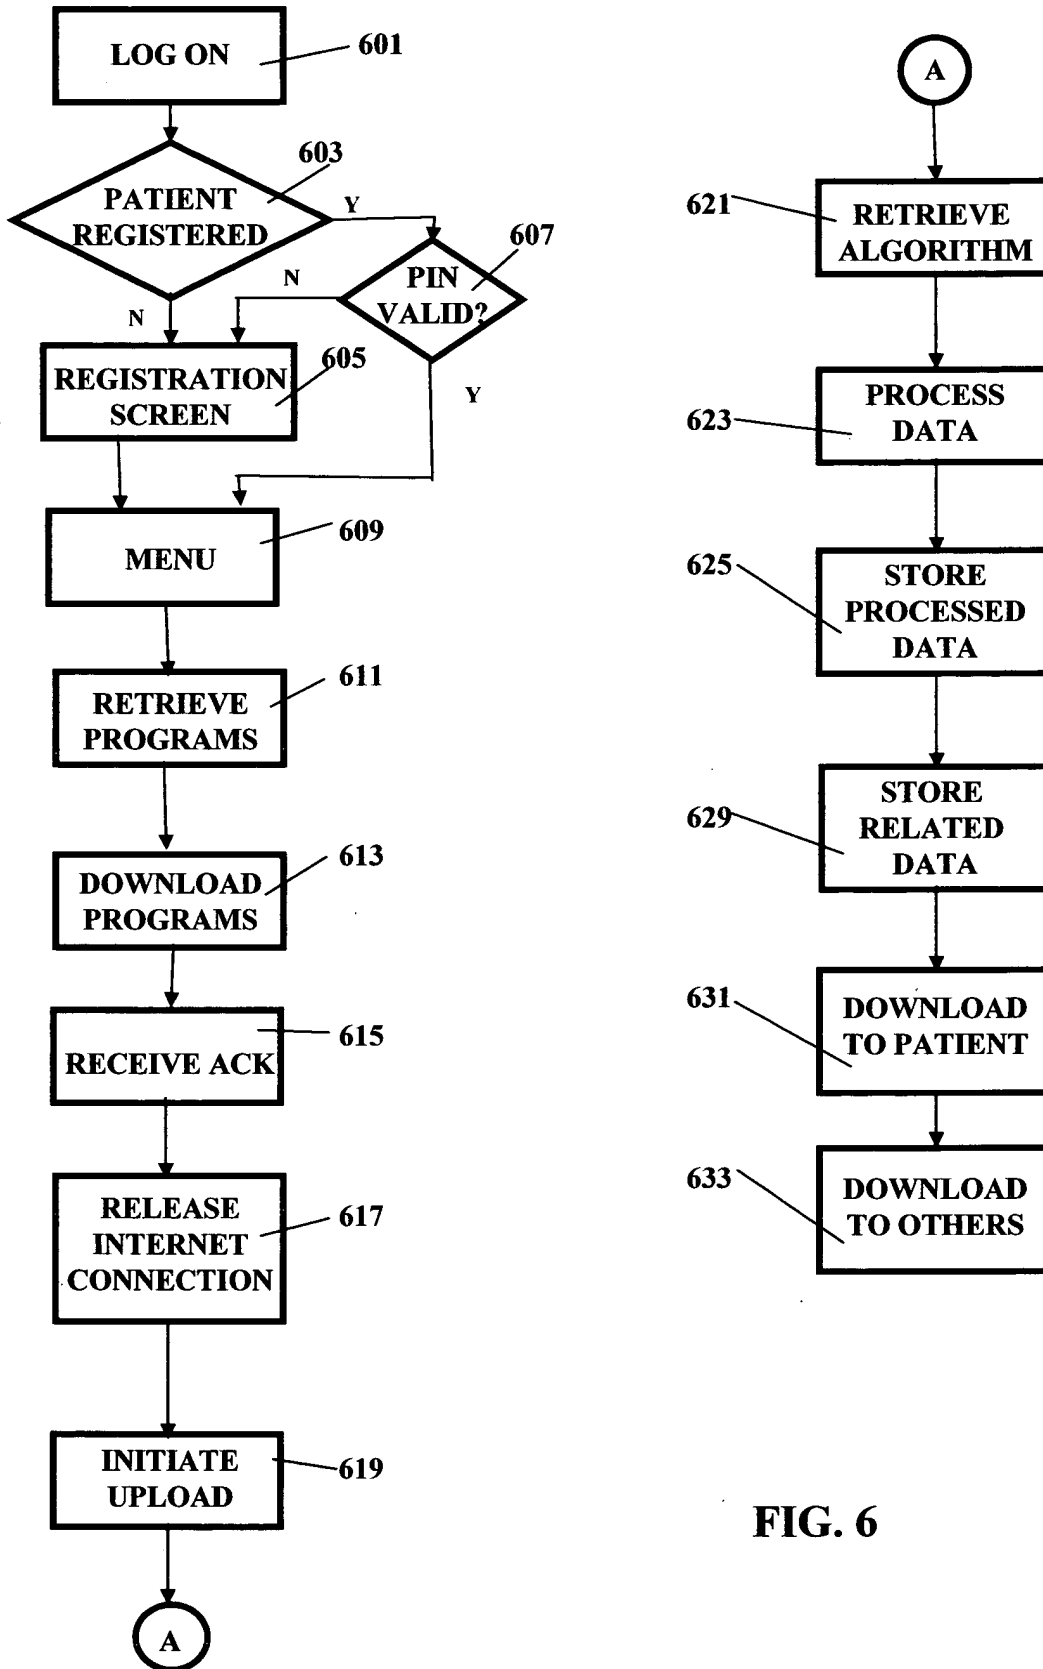 LOG ON
601
603
PATIENT
REGISTERED
Y
607
PIN
VALID?
N
N
605
REGISTRATION
SCREEN
Y
609
MENU
611
RETRIEVE
PROGRAMS
613
DOWNLOAD
PROGRAMS
615
RECEIVE ACK
RELEASE
INTERNET
CONNECTION
617
INITIATE
UPLOAD
619
A
A
621
RETRIEVE
ALGORITHM
623
PROCESS
DATA
625
STORE
PROCESSED
DATA
629
STORE
RELATED
DATA
631
DOWNLOAD
TO PATIENT
633
DOWNLOAD
TO OTHERS
FIG. 6